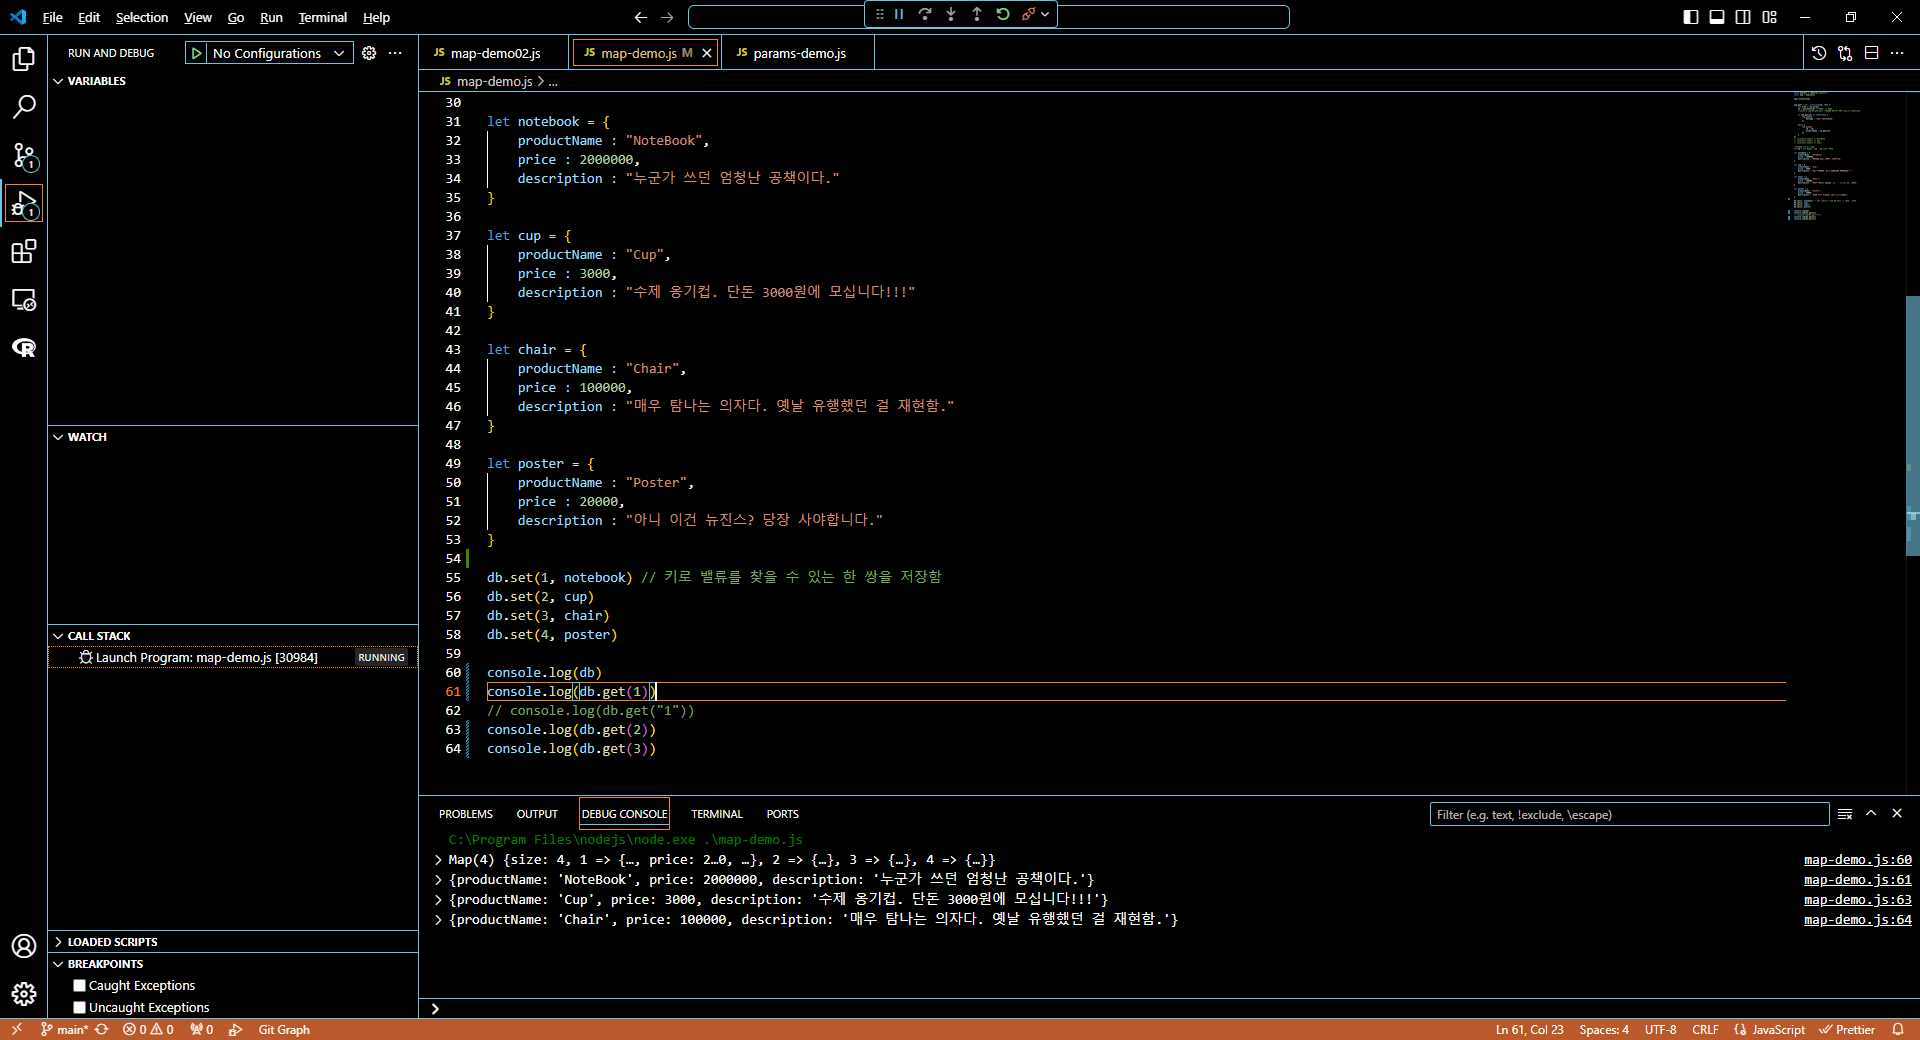 File Edit Selection View Go Run Terminal Help
RUN AND DEBUG No Configurations
JS map-demo02.js JS map-demo.js M JS params-demo.js
VARIABLES
JS map-demo.js > ...
30
31 let notebook = {
32 productName : "NoteBook",
33 price : 2000000,
34 description : "누군가 쓰던 엄청난 공책이다."
35 }
36
37 let cup = {
38 productName : "Cup",
39 price : 3000,
40 description : "수제 옹기컵. 단돈 3000원에 모십니다!!!"
41 }
42
43 let chair = {
44 productName : "Chair",
45 price : 100000,
46 description : "매우 탐나는 의자다. 옛날 유행했던 걸 재현함."
47 }
48
49 let poster = {
50 productName : "Poster",
51 price : 20000,
52 description : "아니 이건 뉴진스? 당장 사야합니다."
53 }
54
55 db.set(1, notebook) // 키로 밸류를 찾을 수 있는 한 쌍을 저장함
56 db.set(2, cup)
57 db.set(3, chair)
58 db.set(4, poster)
59
60 console.log(db)
61 console.log(db.get(1))
62 // console.log(db.get("1"))
63 console.log(db.get(2))
64 console.log(db.get(3))
WATCH
CALL STACK
Launch Program: map-demo.js [30984] RUNNING
LOADED SCRIPTS
BREAKPOINTS
Caught Exceptions
Uncaught Exceptions
PROBLEMS OUTPUT DEBUG CONSOLE TERMINAL PORTS
Filter (e.g. text, !exclude, \escape)
C:\Program Files\nodejs\node.exe .\map-demo.js
> Map(4) {size: 4, 1 => {…, price: 2…0, …}, 2 => {…}, 3 => {…}, 4 => {…}} map-demo.js:60
> {productName: 'NoteBook', price: 2000000, description: '누군가 쓰던 엄청난 공책이다.'} map-demo.js:61
> {productName: 'Cup', price: 3000, description: '수제 옹기컵. 단돈 3000원에 모십니다!!!'} map-demo.js:63
> {productName: 'Chair', price: 100000, description: '매우 탐나는 의자다. 옛날 유행했던 걸 재현함.'} map-demo.js:64
>
main* 0 0 0 Git Graph Ln 61, Col 23 Spaces: 4 UTF-8 CRLF JavaScript Prettier